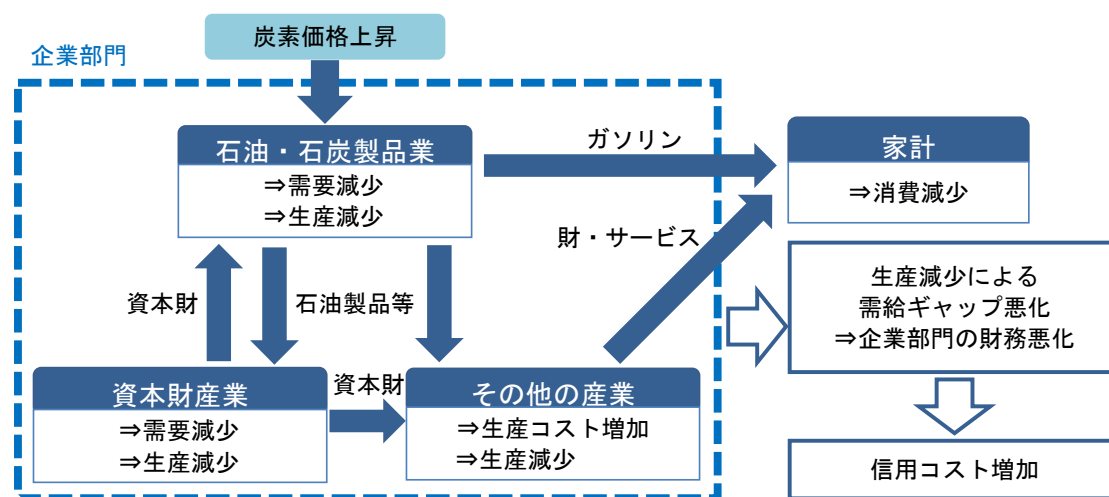 炭素価格上昇
企業部門
石油・石炭製品業
⇒需要減少
⇒生産減少
ガソリン
家計
⇒消費減少
財・サービス
資本財
石油製品等
生産減少による
需給ギャップ悪化
⇒企業部門の財務悪化
資本財産業
⇒需要減少
⇒生産減少
資本財
その他の産業
⇒生産コスト増加
⇒生産減少
信用コスト増加